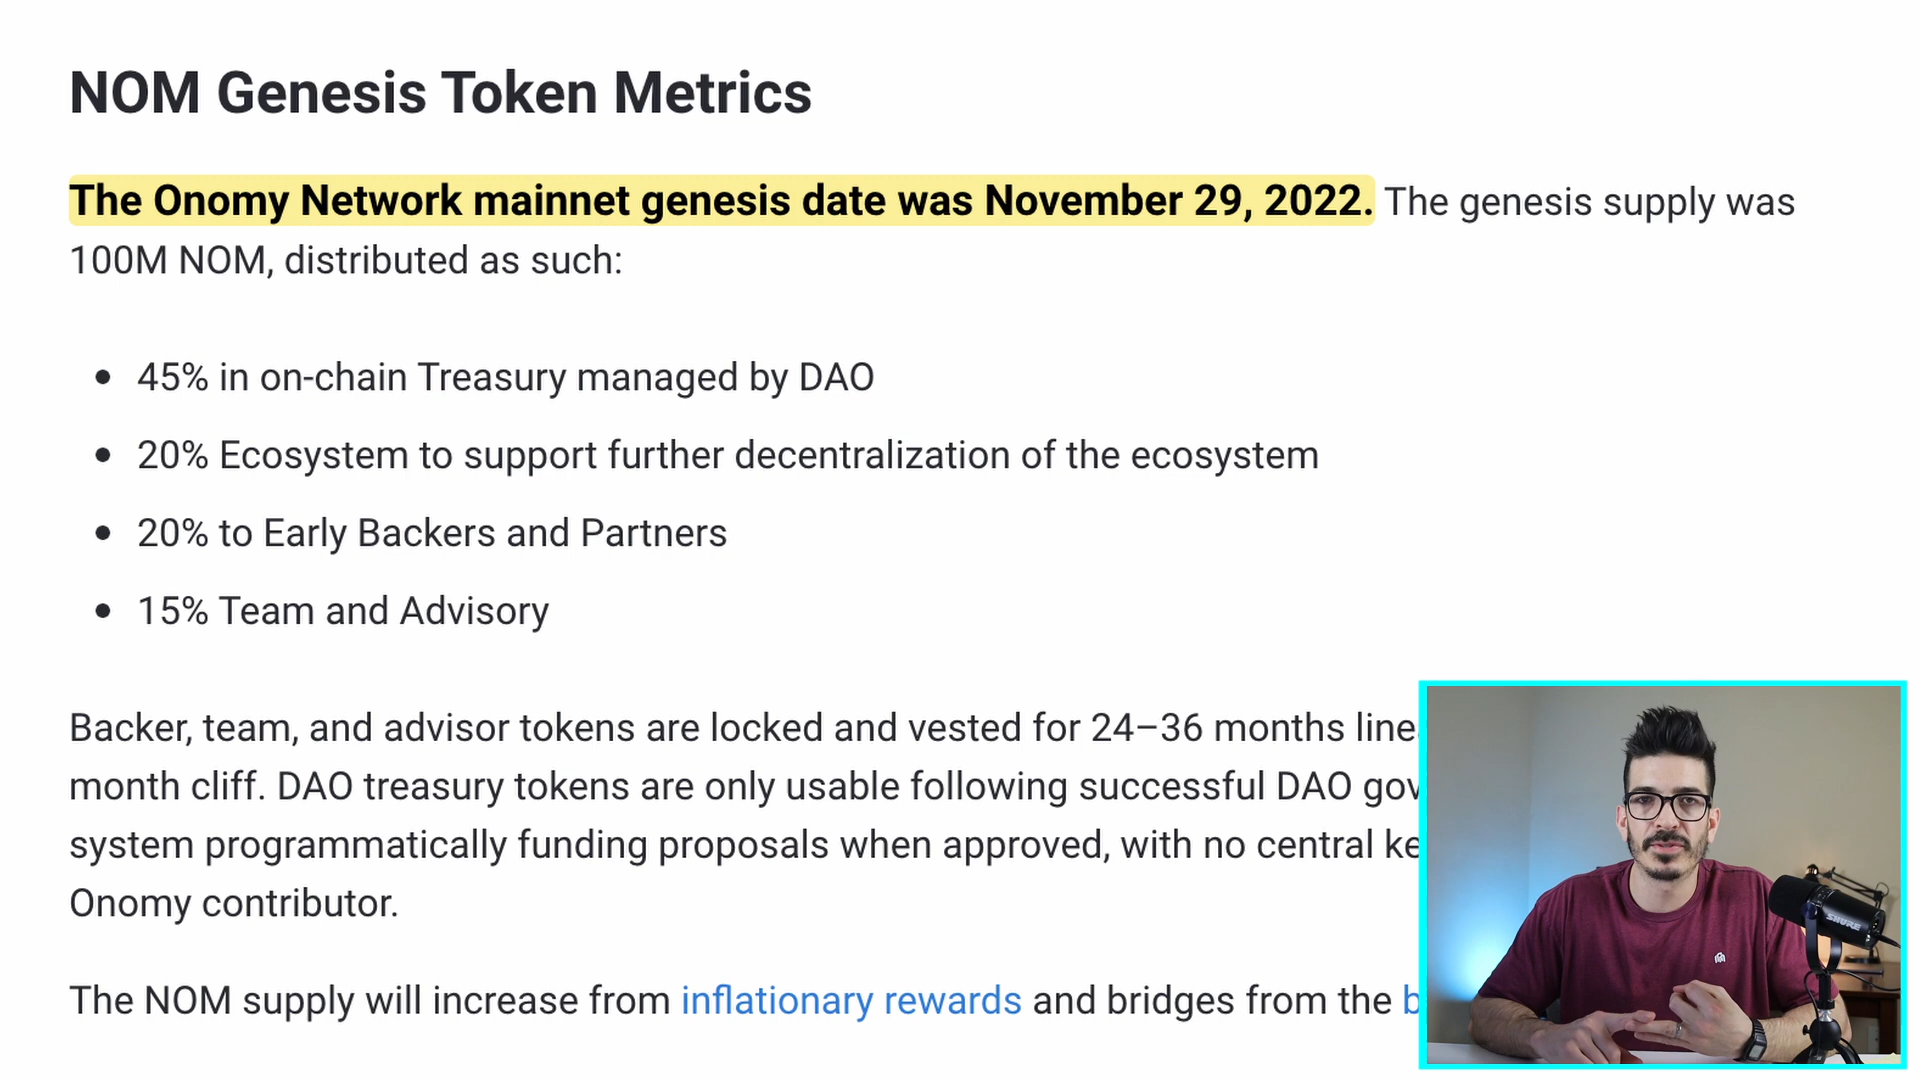 NOM Genesis Token Metrics
The Onomy Network mainnet genesis date was November 29, 2022. The genesis supply was
100M NOM, distributed as such:
• 45% in on-chain Treasury managed by DAO
• 20% Ecosystem to support further decentralization of the ecosystem
• 20% to Early Backers and Partners
• 15% Team and Advisory
Backer, team, and advisor tokens are locked and vested for 24–36 months
month cliff. DAO treasury tokens are only usable following successful DAO
system programmatically funding proposals when approved, with no central
Onomy contributor.
The NOM supply will increase from inflationary rewards and bridges from the
SHURE